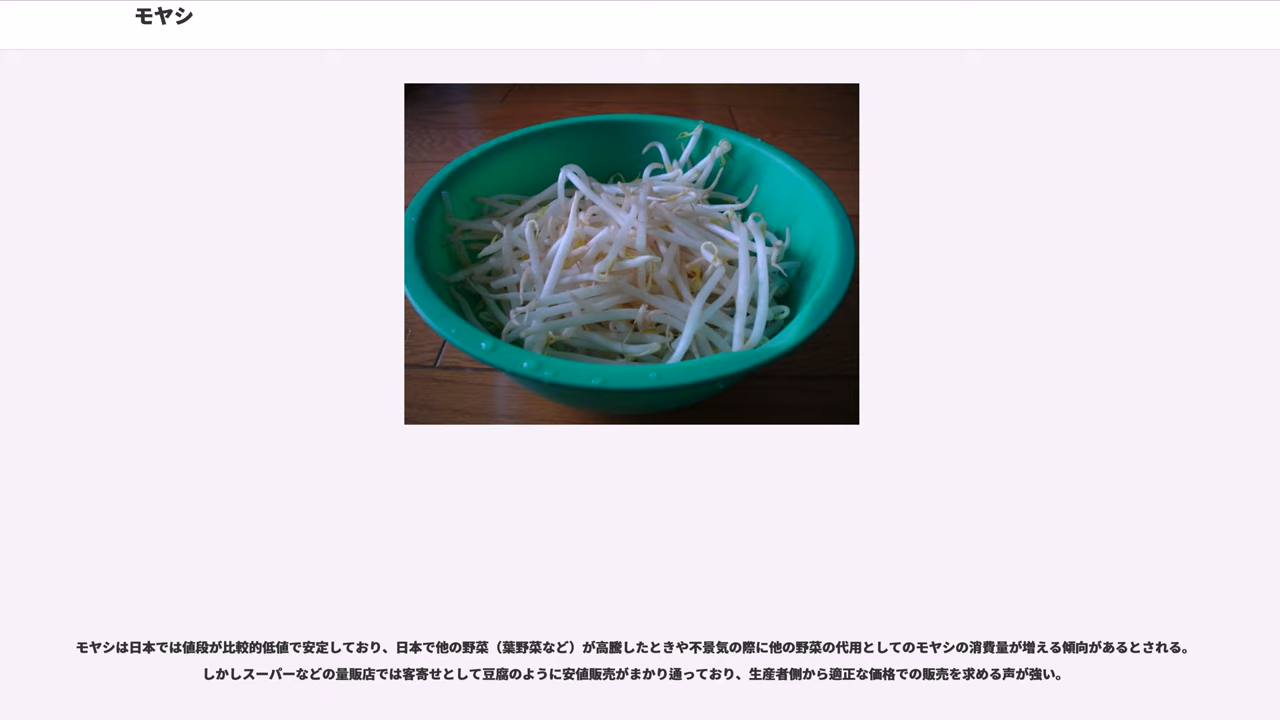 モヤシ
モヤシは日本では値段が比較的低値で安定しており、日本で他の野菜（葉野菜など）が高騰したときや不景気の際に他の野菜の代用としてのモヤシの消費量が増える傾向があるとされる。
しかしスーパーなどの量販店では客寄せとして豆腐のように安値販売がまかり通っており、生産者側から適正な価格での販売を求める声が強い。